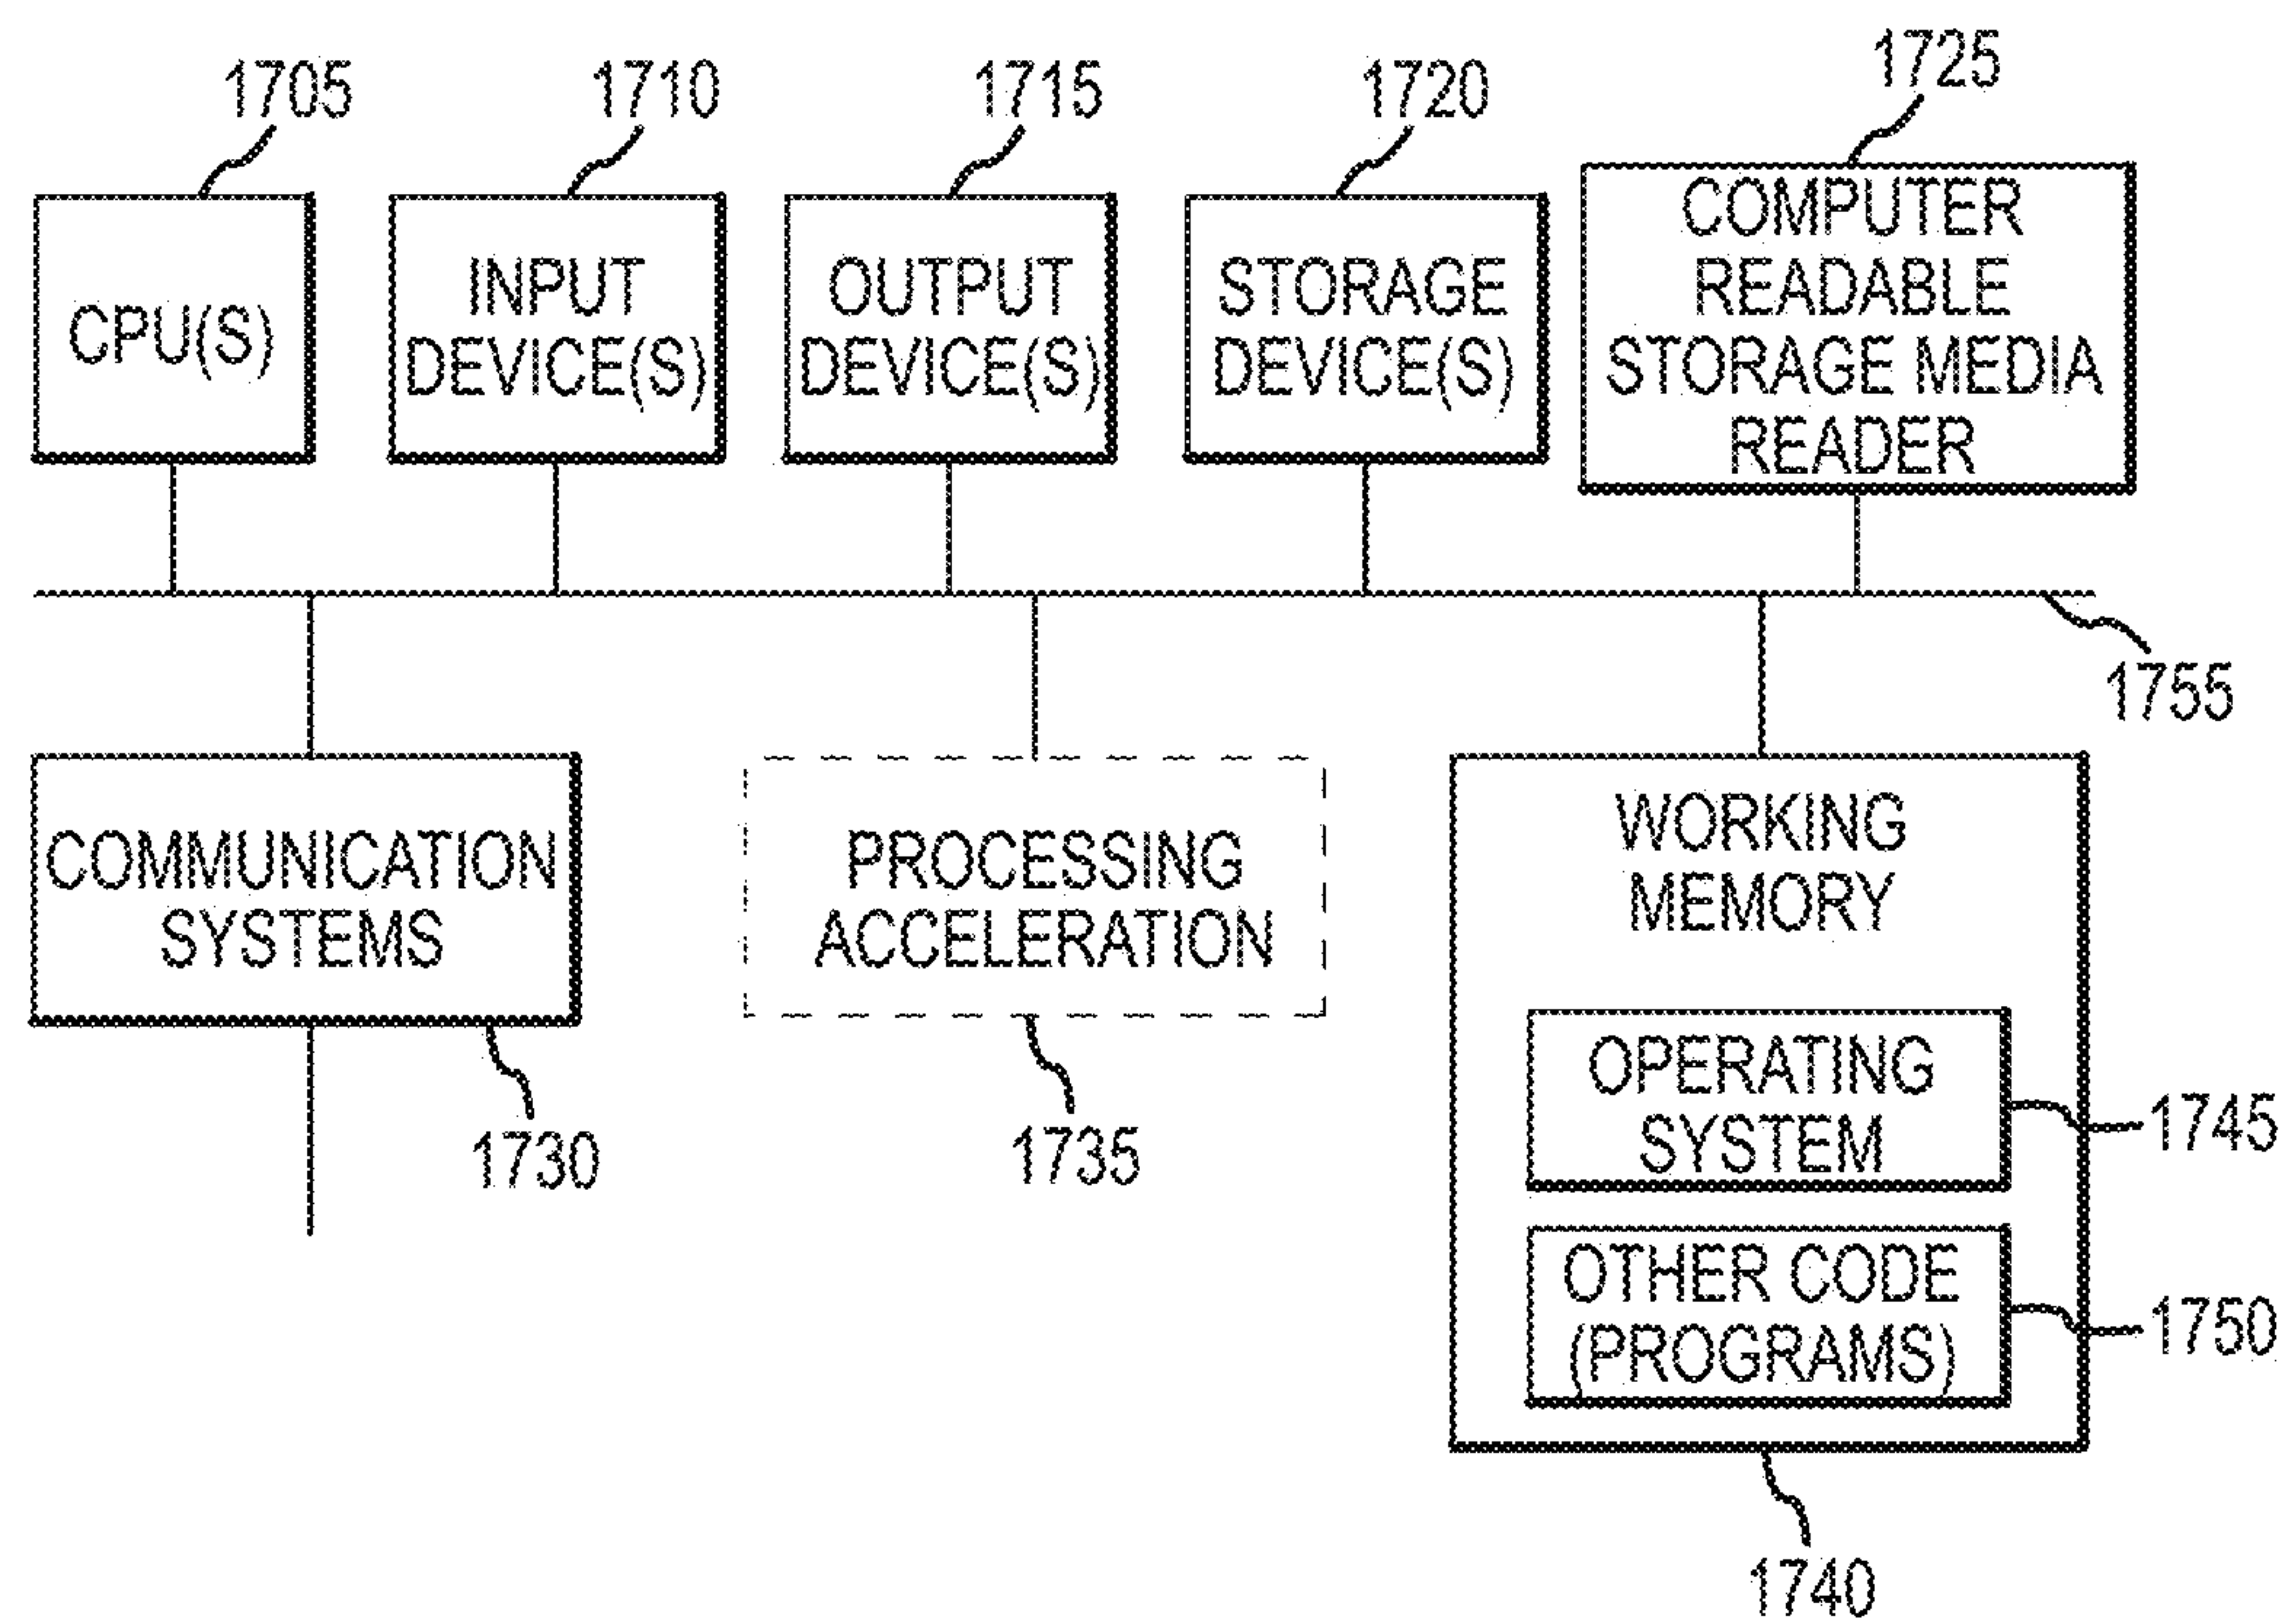 1705
1710
1715
1720
1725
CPU(S)
INPUT
DEVICE(S)
OUTPUT
DEVICE(S)
STORAGE
DEVICE(S)
COMPUTER
READABLE
STORAGE MEDIA
READER
1755
COMMUNICATION
SYSTEMS
1730
PROCESSING
ACCELERATION
1735
WORKING
MEMORY
OPERATING
SYSTEM
1745
OTHER CODE
(PROGRAMS)
1750
1740